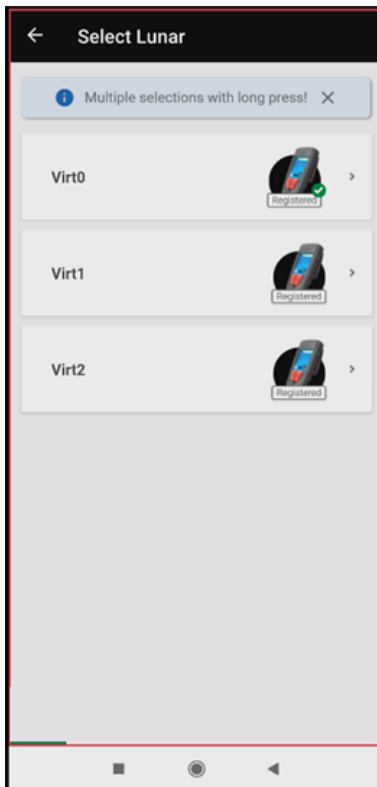 Select Lunar
Multiple selections with long press!
Virt0
Registered
Virt1
Registered
Virt2
Registered